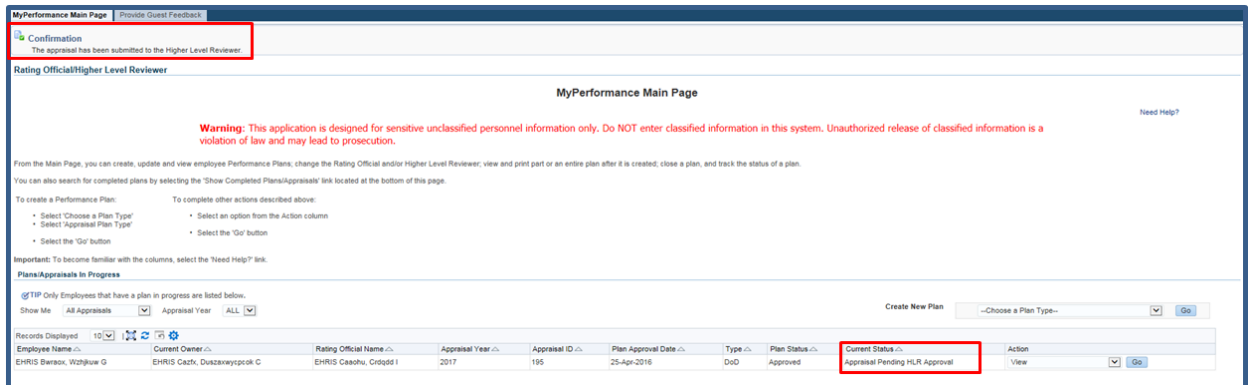 MyPerformance Main Page Provide Guest Feedback
Confirmation
The appraisal has been submitted to the Higher Level Reviewer.
Rating Official/Higher Level Reviewer
MyPerformance Main Page
Need Help?
Warning: This application is designed for sensitive unclassified personnel information only. Do NOT enter classified information in this system. Unauthorized release of classified information is a
violation of law and may lead to prosecution.
From the Main Page, you can create, update and view employee Performance Plans; change the Rating Official and/or Higher Level Reviewer; view and print part or an entire plan after it is created; close a plan, and track the status of a plan.
You can also search for completed plans by selecting the 'Show Completed Plans/Appraisals' link located at the bottom of this page.
To create a Performance Plan: To complete other actions described above:
• Select 'Choose a Plan Type' • Select an option from the Action column
• Select 'Appraisal Plan Type'
• Select the 'Go' button
• Select the 'Go' button
Important: To become familiar with the columns, select the 'Need Help?' link.
Plans/Appraisals In Progress
TIP Only Employees that have a plan in progress are listed below.
Show Me All Appraisals Appraisal Year ALL Create New Plan --Choose a Plan Type-- Go
Records Displayed 10
Employee Name Current Owner Rating Official Name Appraisal Year Appraisal ID Plan Approval Date Type Plan Status Current Status Action
EHRIS Bwrasox, Wzhjkuw G EHRIS Cazfx, Duszaxwycpcok C EHRIS Caaohu, Crdqdd I 2017 195 25-Apr-2016 DoD Approved Appraisal Pending HLR Approval View Go